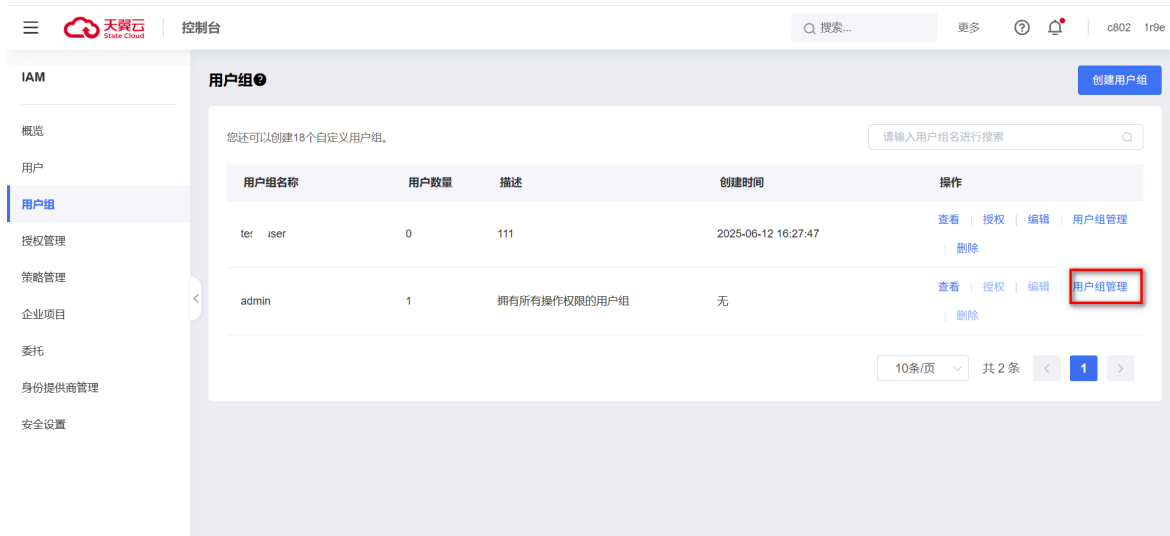 天翼云
State Cloud
控制台
搜索...
更多
c802 1r9e
IAM
概览
用户
用户组
授权管理
策略管理
企业项目
委托
身份提供商管理
安全设置
用户组
创建用户组
您还可以创建18个自定义用户组。
请输入用户组名进行搜索
用户组名称 用户数量 描述 创建时间 操作
0 111 2025-06-12 16:27:47 查看 | 授权 | 编辑 | 用户组管理
| 删除
admin 1 拥有所有操作权限的用户组 无 查看 | 授权 | 编辑 | 用户组管理
| 删除
10条/页 共 2 条 < 1 >